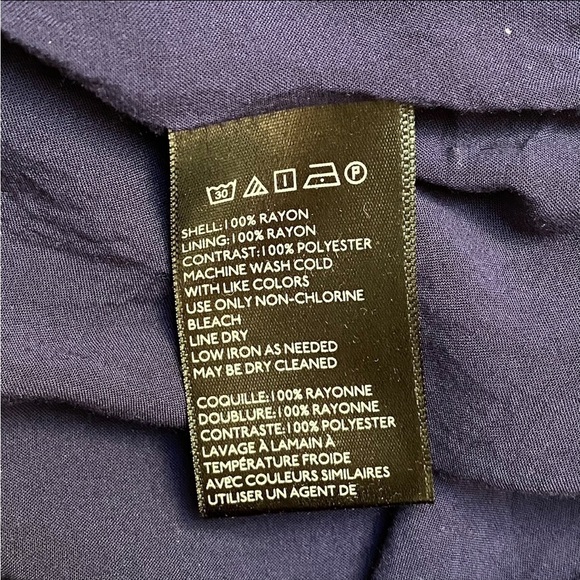 30 P
SHELL:100% RAYON
LINING:100% RAYON
CONTRAST:100% POLYESTER
MACHINE WASH COLD
WITH LIKE COLORS
USE ONLY NON-CHLORINE
BLEACH
LINE DRY
LOW IRON AS NEEDED
MAY BE DRY CLEANED
COQUILLE:100% RAYONNE
DOUBLURE:100% RAYONNE
CONTRASTE:100% POLYESTER
LAVAGE À LAMAIN À
TEMPÉRATURE FROIDE
AVEC COULEURS SIMILAIRES
UTILISER UN AGENT DE